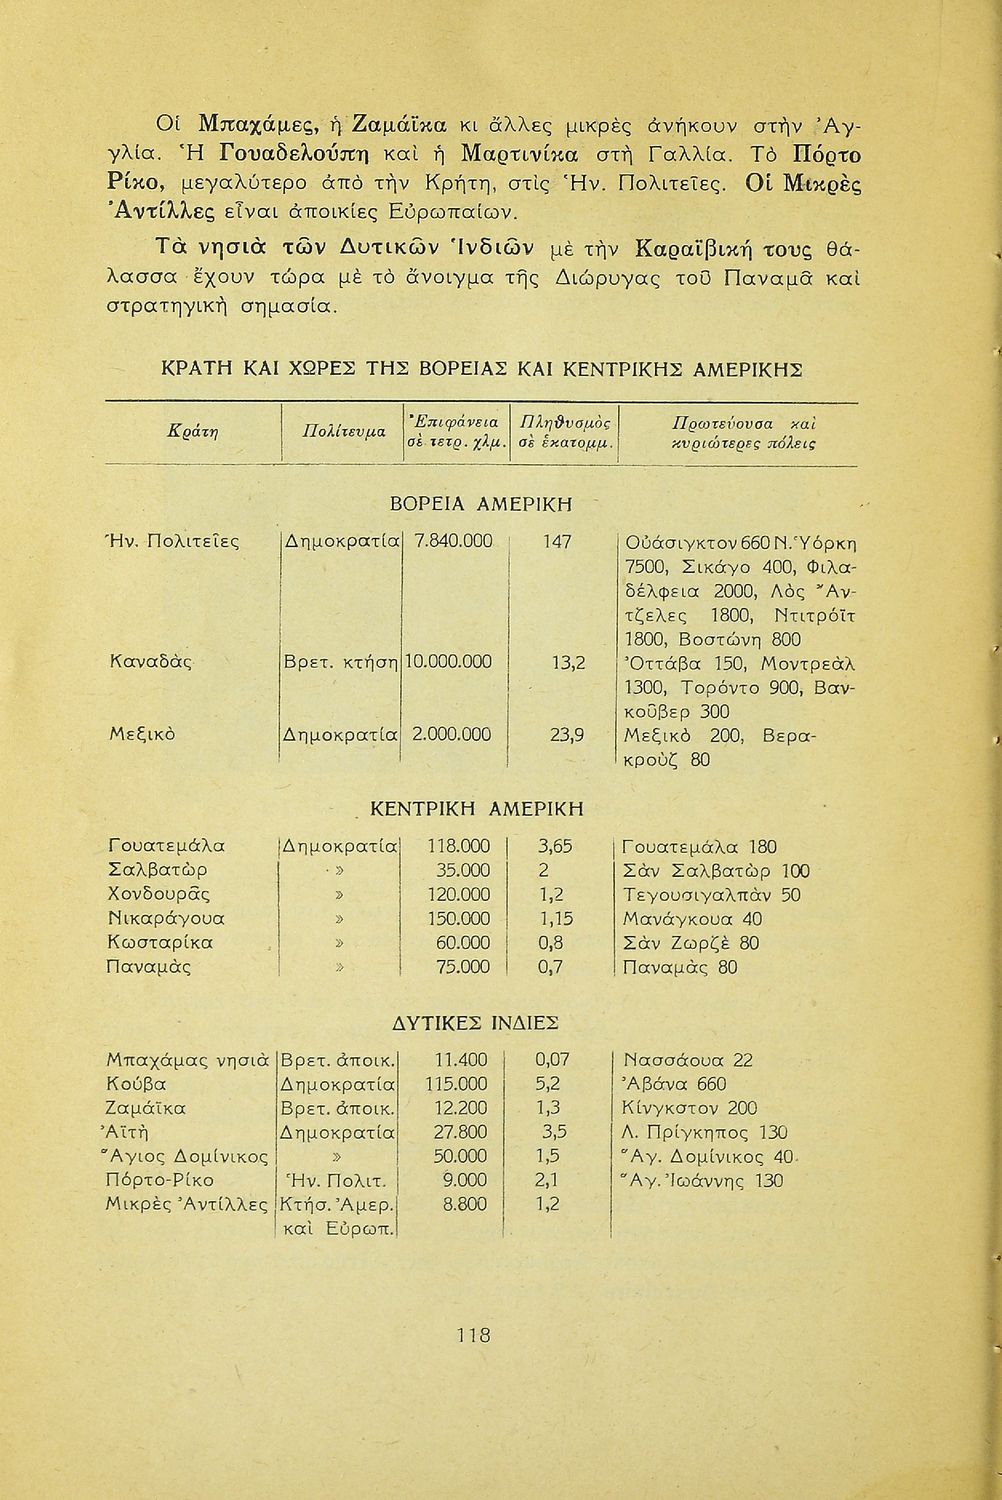 Οἱ Μπαχάμες, ἡ Ζαμάϊκα κι ἄλλες μικρὲς ἀνήκουν στὴν Ἀγ-
γλία. Ἡ Γουαδελούπη καὶ ἡ Μαρτινίκα στὴ Γαλλία. Τὸ Πόρτο
Ρίκο, μεγαλύτερο ἀπὸ τὴν Κρήτη, στὶς Ἡν. Πολιτεῖες. Οἱ Μικρὲς
Ἀντίλλες εἶναι ἀποικίες Εὐρωπαίων.
Τὰ νησιὰ τῶν Δυτικῶν Ἰνδιῶν μὲ τὴν Καραϊβική τους θά-
λασσα ἔχουν τώρα μὲ τὸ ἄνοιγμα τῆς Διώρυγας τοῦ Παναμᾶ καὶ
στρατηγικὴ σημασία.
ΚΡΑΤΗ ΚΑΙ ΧΩΡΕΣ ΤΗΣ ΒΟΡΕΙΑΣ ΚΑΙ ΚΕΝΤΡΙΚΗΣ ΑΜΕΡΙΚΗΣ
Κράτη Πολίτευμα Ἐπιφάνεια σὲ τετρ. χλμ. Πληθυσμὸς σὲ ἑκατομμ. Πρωτεύουσα καὶ κυριώτερες πόλεις
ΒΟΡΕΙΑ ΑΜΕΡΙΚΗ
Ἡν. Πολιτεῖες Δημοκρατία 7.840.000 147 Οὐάσιγκτον 660 Ν. Ὑόρκη
7500, Σικάγο 400, Φιλα-
δέλφεια 2000, Λὸς Ἄν-
τζελες 1800, Ντιτρόϊτ
1800, Βοστώνη 800
Καναδὰς Βρετ. κτήση 10.000.000 13,2 Ὀττάβα 150, Μοντρεὰλ
1300, Τορόντο 900, Βαν-
κοῦβερ 300
Μεξικὸ Δημοκρατία 2.000.000 23,9 Μεξικὸ 200, Βερα-
κροὺζ 80
ΚΕΝΤΡΙΚΗ ΑΜΕΡΙΚΗ
Γουατεμάλα Δημοκρατία 118.000 3,65 Γουατεμάλα 180
Σαλβατὼρ » 35.000 2 Σὰν Σαλβατὼρ 100
Χονδουρᾶς » 120.000 1,2 Τεγουσιγαλπὰν 50
Νικαράγουα » 150.000 1,15 Μανάγκουα 40
Κωσταρίκα » 60.000 0,8 Σὰν Ζωρζὲ 80
Παναμὰς » 75.000 0,7 Παναμὰς 80
ΔΥΤΙΚΕΣ ΙΝΔΙΕΣ
Μπαχάμας νησιὰ Βρετ. ἀποικ. 11.400 0,07 Νασσάουα 22
Κούβα Δημοκρατία 115.000 5,2 Ἀβάνα 660
Ζαμάϊκα Βρετ. ἀποικ. 12.200 1,3 Κίνγκστον 200
Ἀϊτὴ Δημοκρατία 27.800 3,5 Λ. Πρίγκηπος 130
Ἅγιος Δομίνικος » 50.000 1,5 Ἅγ. Δομίνικος 40
Πόρτο-Ρίκο Ἡν. Πολιτ. 9.000 2,1 Ἅγ. Ἰωάννης 130
Μικρὲς Ἀντίλλες Κτήσ. Ἀμερ. 8.800 1,2
καὶ Εὐρωπ.
118